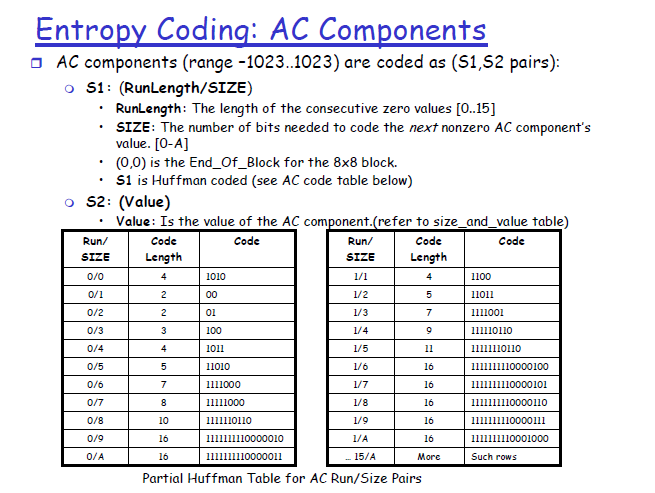 Entropy Coding: AC Components
AC components (range –1023..1023) are coded as (S1,S2 pairs):
S1: (RunLength/SIZE)
• RunLength: The length of the consecutive zero values [0..15]
• SIZE: The number of bits needed to code the next nonzero AC component's
value. [0-A]
• (0,0) is the End_Of_Block for the 8x8 block.
• S1 is Huffman coded (see AC code table below)
S2: (Value)
• Value: Is the value of the AC component.(refer to size_and_value table)
Run/ SIZE Code Length Code
0/0 4 1010
0/1 2 00
0/2 2 01
0/3 3 100
0/4 4 1011
0/5 5 11010
0/6 7 1111000
0/7 8 11111000
0/8 10 1111110110
0/9 16 1111111110000010
0/A 16 1111111110000011
Run/ SIZE Code Length Code
1/1 4 1100
1/2 5 11011
1/3 7 1111001
1/4 9 111110110
1/5 11 11111110110
1/6 16 1111111110000100
1/7 16 1111111110000101
1/8 16 1111111110000110
1/9 16 1111111110000111
1/A 16 1111111110001000
... 15/A More Such rows
Partial Huffman Table for AC Run/Size Pairs